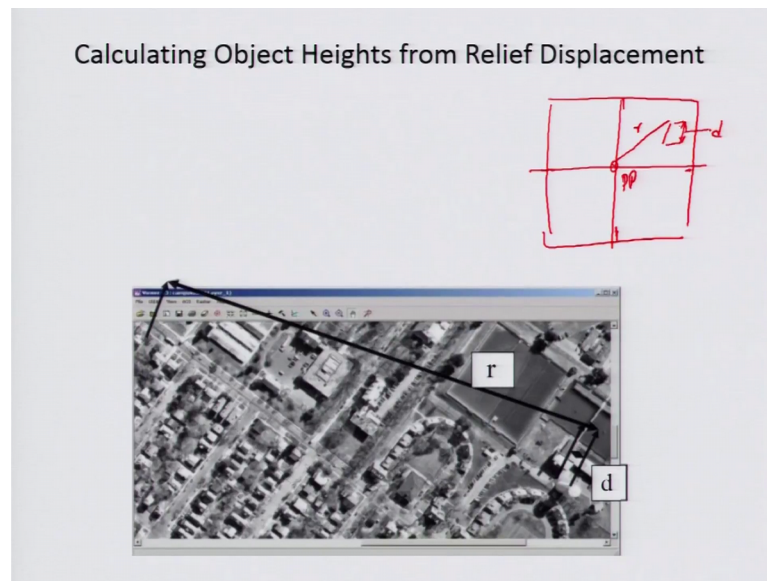 Calculating Object Heights from Relief Displacement
r
d
PP
r
d